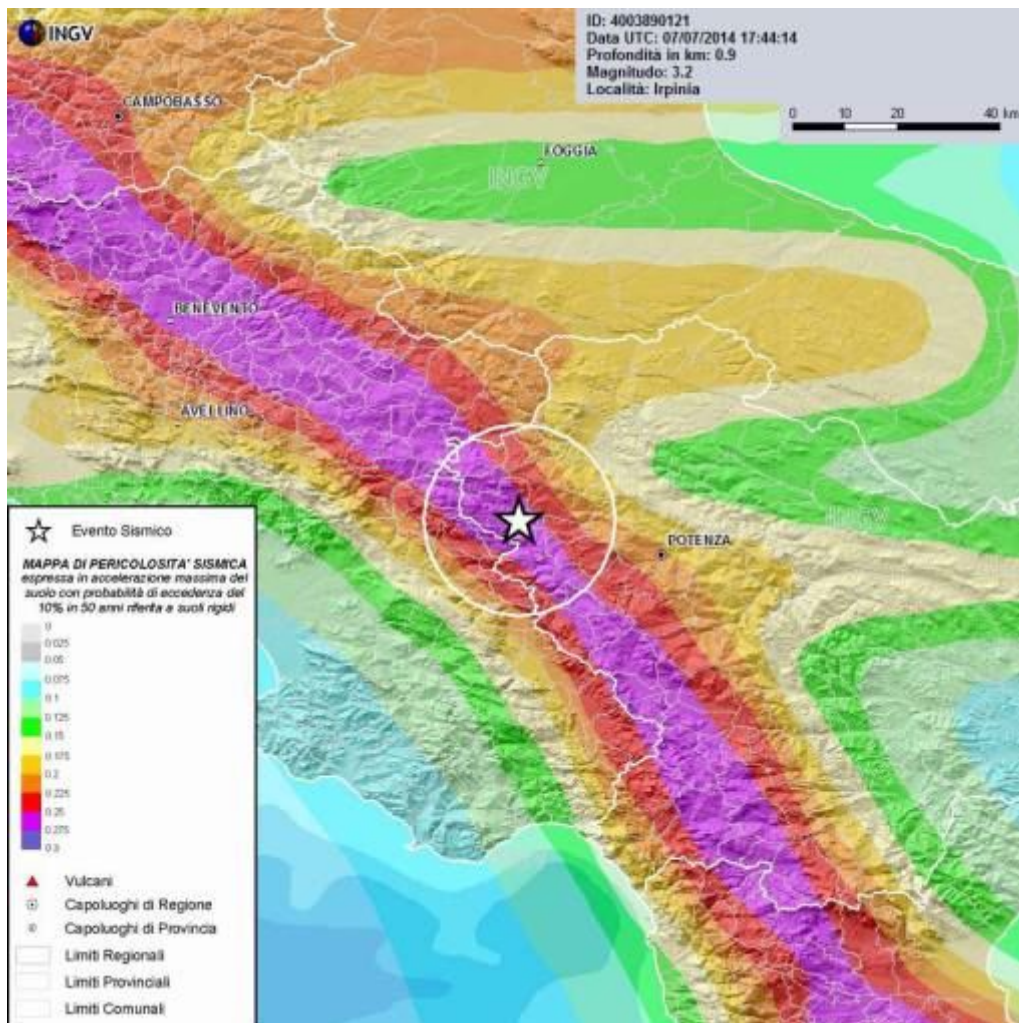 INGV
ID: 4003890121
Data UTC: 07/07/2014 17:44:14
Profondità in km: 0.9
Magnitudo: 3.2
Località: Irpinia
0 10 20 40 km
CAMPOBASSO
FOGGIA
INGV
BENEVENTO
AVELLINO
INGV
POTENZA
Evento Sismico
MAPPA DI PERICOLOSITA' SISMICA
espressa in accelerazione massima del
suolo con probabilità di eccedenza del
10% in 50 anni riferita a suoli rigidi
0
0.025
0.05
0.075
0.1
0.125
0.15
0.175
0.2
0.225
0.25
0.275
0.3
Vulcani
Capoluoghi di Regione
Capoluoghi di Provincia
Limiti Regionali
Limiti Provinciali
Limiti Comunali